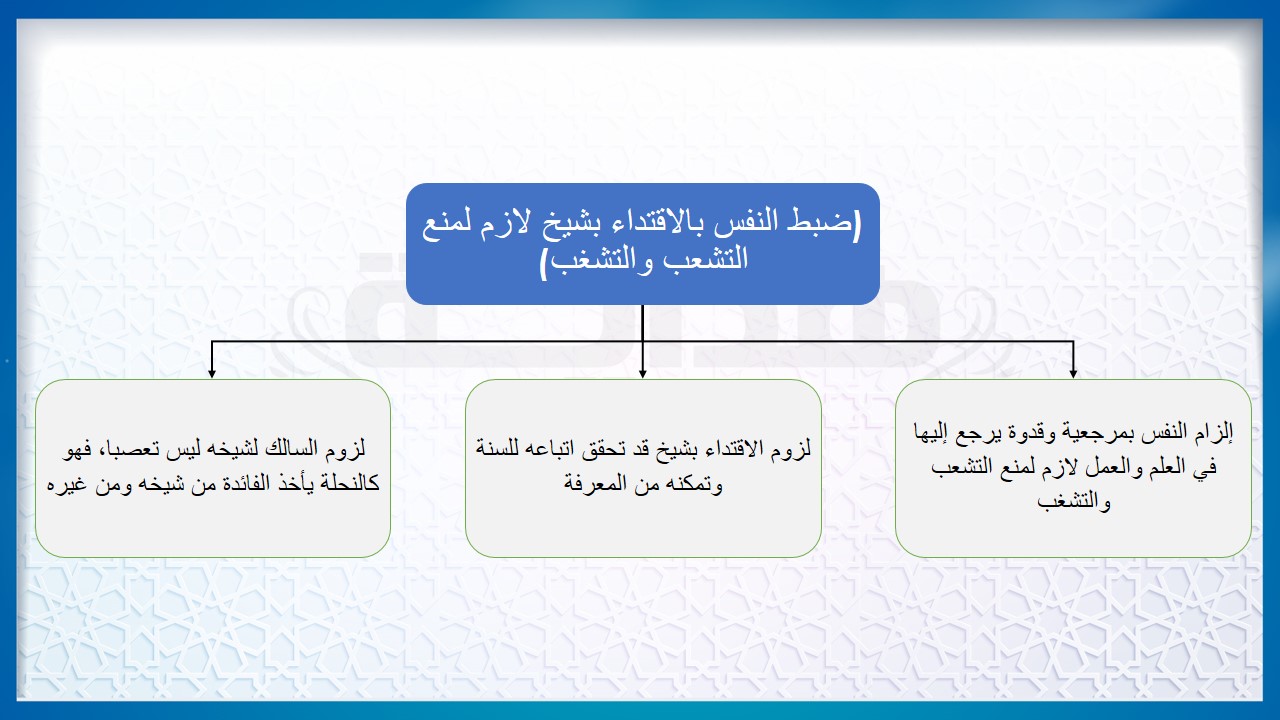 (ضبط النفس بالاقتداء بشيخ لازم لمنع
التشعب والتشغب)
إلزام النفس بمرجعية وقدوة يرجع إليها
في العلم والعمل لازم لمنع التشعب
والتشغب
لزوم الاقتداء بشيخ قد تحقق اتباعه للسنة
وتمكنه من المعرفة
لزوم السالك لشيخه ليس تعصبا، فهو
كالنحلة يأخذ الفائدة من شيخه ومن غيره